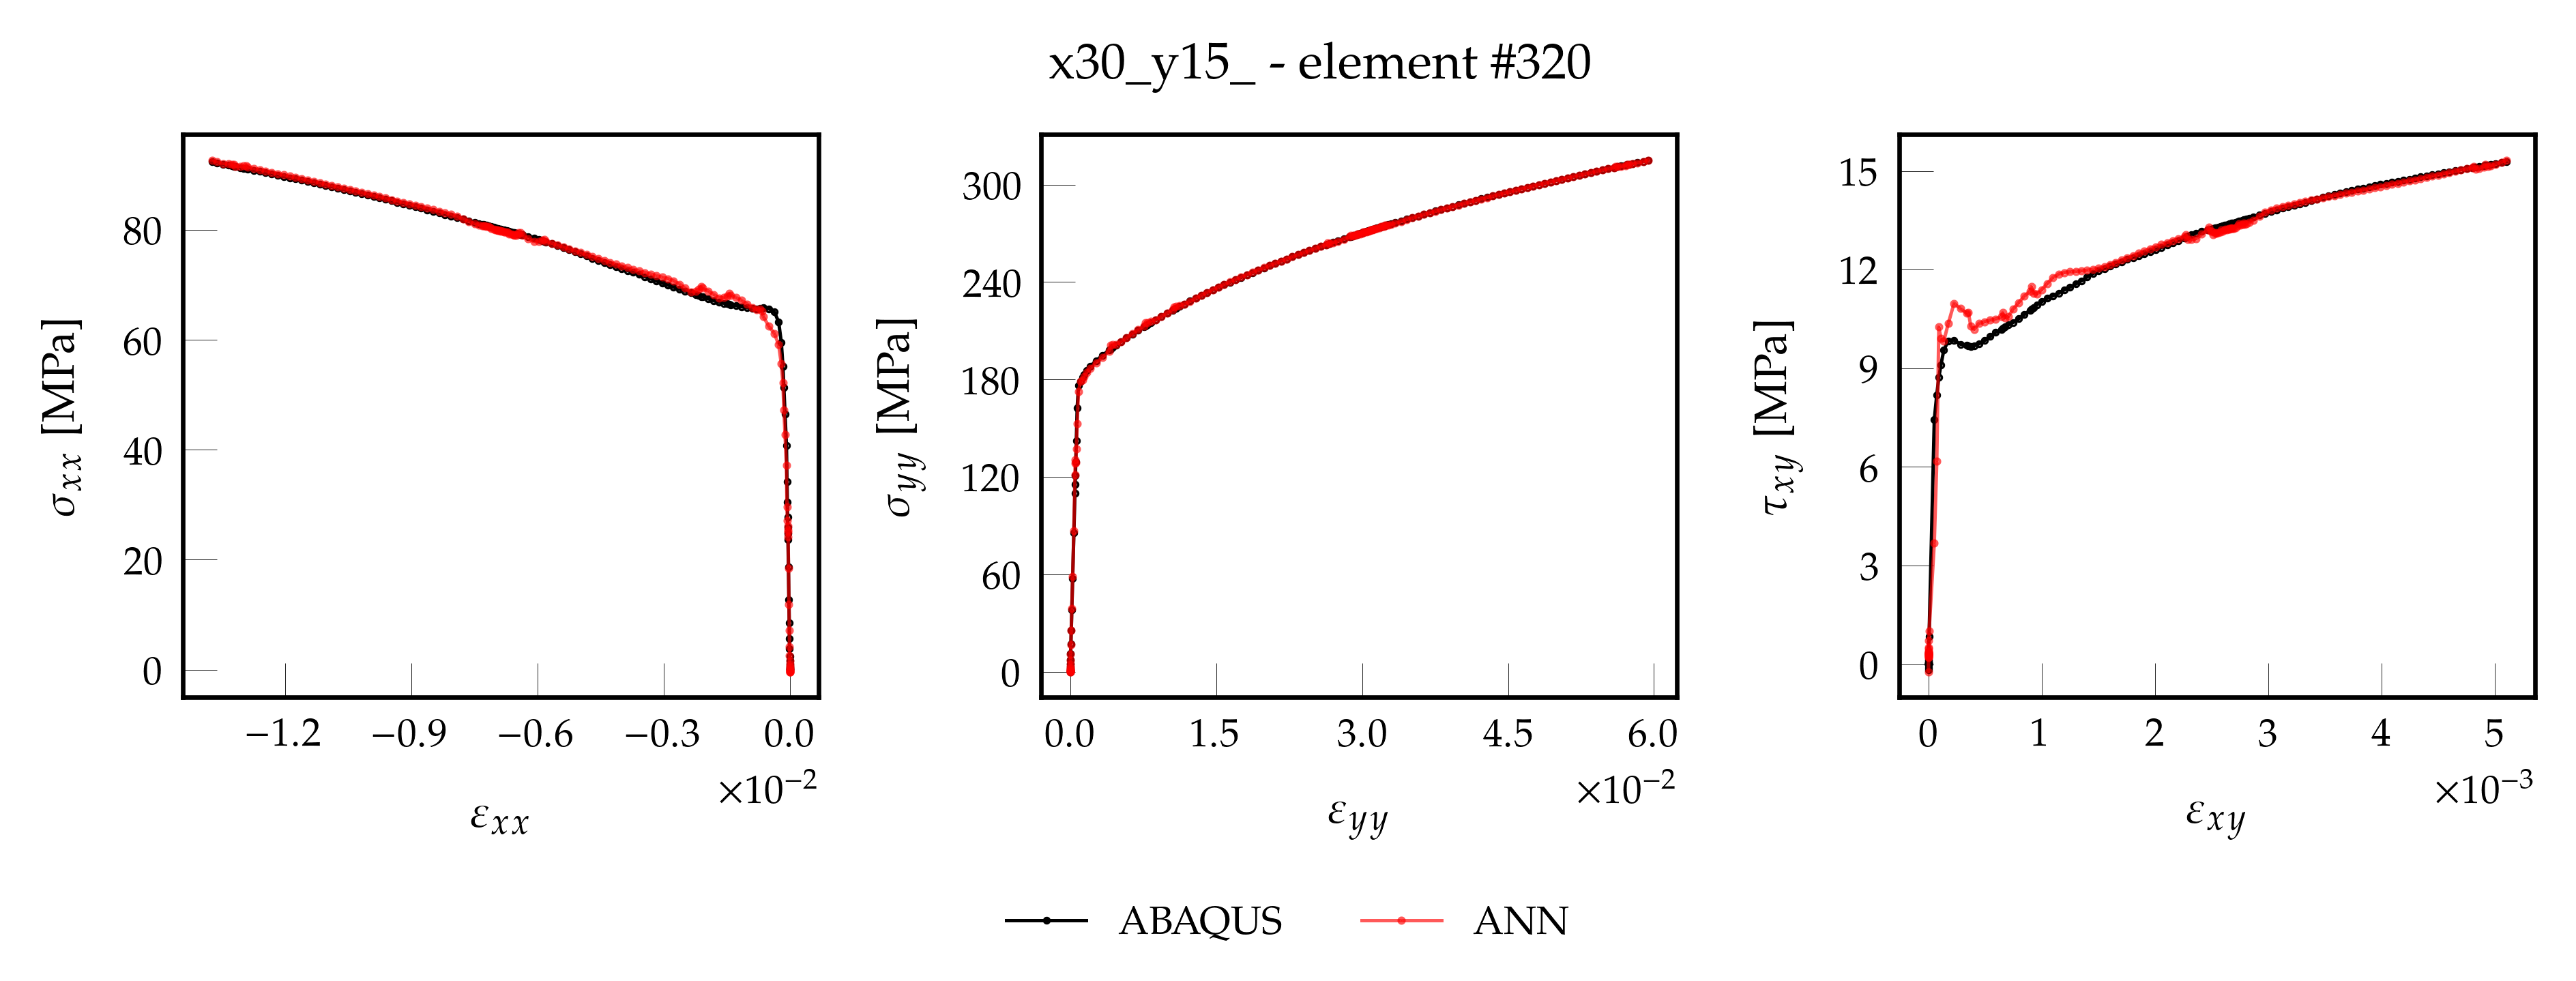 x30_y15_ - element #320
σxx [MPa]
80
60
40
20
0
−1.2 −0.9 −0.6 −0.3 0.0
×10−2
εxx
σyy [MPa]
300
240
180
120
60
0
0.0 1.5 3.0 4.5 6.0
×10−2
εyy
τxy [MPa]
15
12
9
6
3
0
0 1 2 3 4 5
×10−3
εxy
ABAQUS ANN